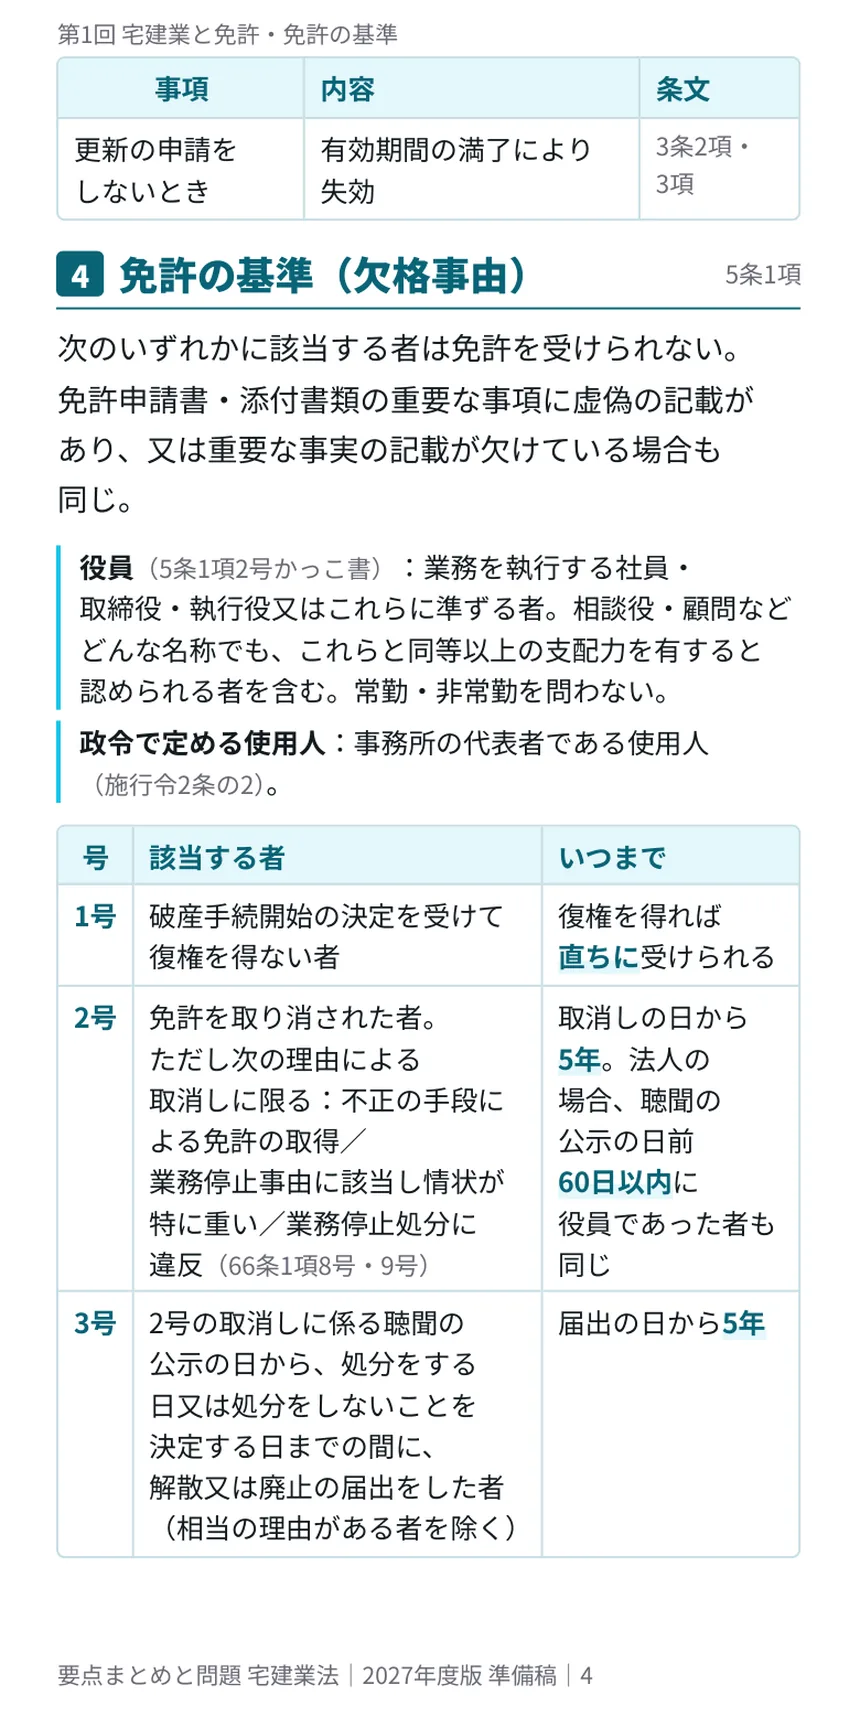 第1回 宅建業と免許・免許の基準
事項 内容 条文
更新の申請を 有効期間の満了により 3条2項・
しないとき 失効 3項
4 免許の基準（欠格事由） 5条1項
次のいずれかに該当する者は免許を受けられない。
免許申請書・添付書類の重要な事項に虚偽の記載が
あり、又は重要な事実の記載が欠けている場合も
同じ。
役員（5条1項2号かっこ書）：業務を執行する社員・
取締役・執行役又はこれらに準ずる者。相談役・顧問など
どんな名称でも、これらと同等以上の支配力を有すると
認められる者を含む。常勤・非常勤を問わない。
政令で定める使用人：事務所の代表者である使用人
（施行令2条の2）。
号 該当する者 いつまで
1号 破産手続開始の決定を受けて 復権を得れば
復権を得ない者 直ちに受けられる
2号 免許を取り消された者。 取消しの日から
ただし次の理由による 5年。法人の
取消しに限る：不正の手段に 場合、聴聞の
よる免許の取得／ 公示の日前
業務停止事由に該当し情状が 60日以内に
特に重い／業務停止処分に 役員であった者も
違反（66条1項8号・9号） 同じ
3号 2号の取消しに係る聴聞の 届出の日から5年
公示の日から、処分をする
日又は処分をしないことを
決定する日までの間に、
解散又は廃止の届出をした者
（相当の理由がある者を除く）
要点まとめと問題 宅建業法｜2027年度版 準備稿｜4